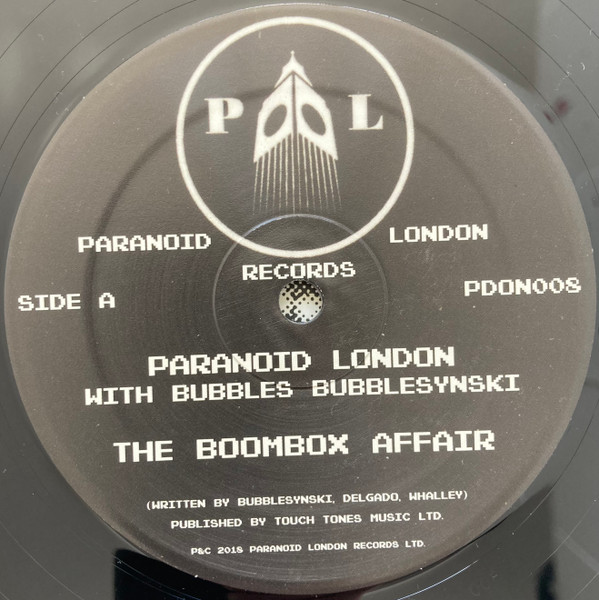 P L
PARANOID LONDON
RECORDS
SIDE A PDON008
PARANOID LONDON
WITH BUBBLES BUBBLESYNSKI
THE BOOMBOX AFFAIR
(WRITTEN BY BUBBLESYNSKI, DELGADO, WHALLEY)
PUBLISHED BY TOUCH TONES MUSIC LTD.
P&C 2018 PARANOID LONDON RECORDS LTD.